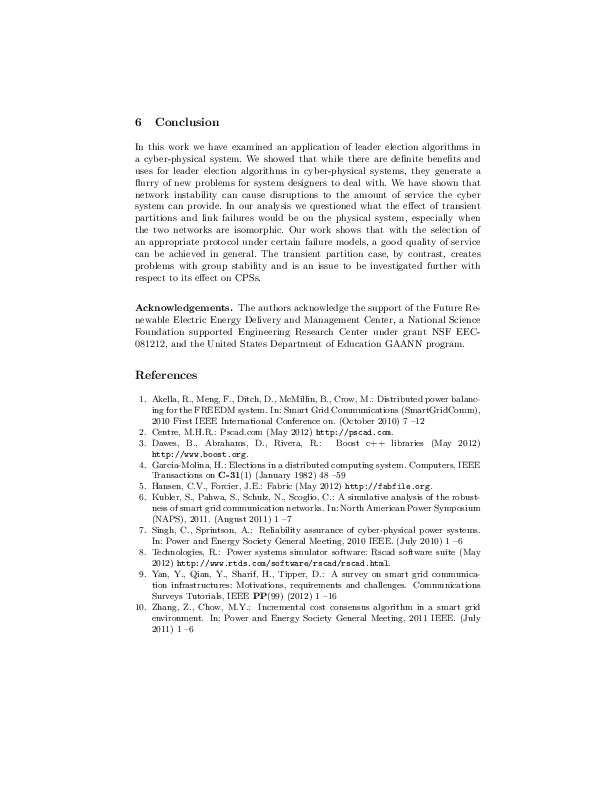 6 Conclusion
In this work we have examined an application of leader election algorithms in
a cyber-physical system. We showed that while there are definite benefits and
uses for leader election algorithms in cyber-physical systems, they generate a
flurry of new problems for system designers to deal with. We have shown that
network instability can cause disruptions to the amount of service the cyber
system can provide. In our analysis we questioned what the effect of transient
partitions and link failures would be on the physical system, especially when
the two networks are isomorphic. Our work shows that with the selection of
an appropriate protocol under certain failure models, a good quality of service
can be achieved in general. The transient partition case, by contrast, creates
problems with group stability and is an issue to be investigated further with
respect to its effect on CPSs.
Acknowledgements. The authors acknowledge the support of the Future Re-
newable Electric Energy Delivery and Management Center, a National Science
Foundation supported Engineering Research Center under grant NSF EEC-
081212, and the United States Department of Education GAANN program.
References
1. Akella, R., Meng, F., Ditch, D., McMillin, B., Crow, M.: Distributed power balanc-
ing for the FREEDM system. In: Smart Grid Communications (SmartGridComm),
2010 First IEEE International Conference on. (October 2010) 7 –12
2. Centre, M.H.R.: Pscad.com (May 2012) http://pscad.com.
3. Dawes, B., Abrahams, D., Rivera, R.: Boost c++ libraries (May 2012)
http://www.boost.org.
4. Garcia-Molina, H.: Elections in a distributed computing system. Computers, IEEE
Transactions on C-31(1) (January 1982) 48 –59
5. Hansen, C.V., Forcier, J.E.: Fabric (May 2012) http://fabfile.org.
6. Kubler, S., Pahwa, S., Schulz, N., Scoglio, C.: A simulative analysis of the robust-
ness of smart grid communication networks. In: North American Power Symposium
(NAPS), 2011. (August 2011) 1 –7
7. Singh, C., Sprintson, A.: Reliability assurance of cyber-physical power systems.
In: Power and Energy Society General Meeting, 2010 IEEE. (July 2010) 1 –6
8. Technologies, R.: Power systems simulator software: Rscad software suite (May
2012) http://www.rtds.com/software/rscad/rscad.html.
9. Yan, Y., Qian, Y., Sharif, H., Tipper, D.: A survey on smart grid communica-
tion infrastructures: Motivations, requirements and challenges. Communications
Surveys Tutorials, IEEE PP(99) (2012) 1 –16
10. Zhang, Z., Chow, M.Y.: Incremental cost consensus algorithm in a smart grid
environment. In: Power and Energy Society General Meeting, 2011 IEEE. (July
2011) 1 –6